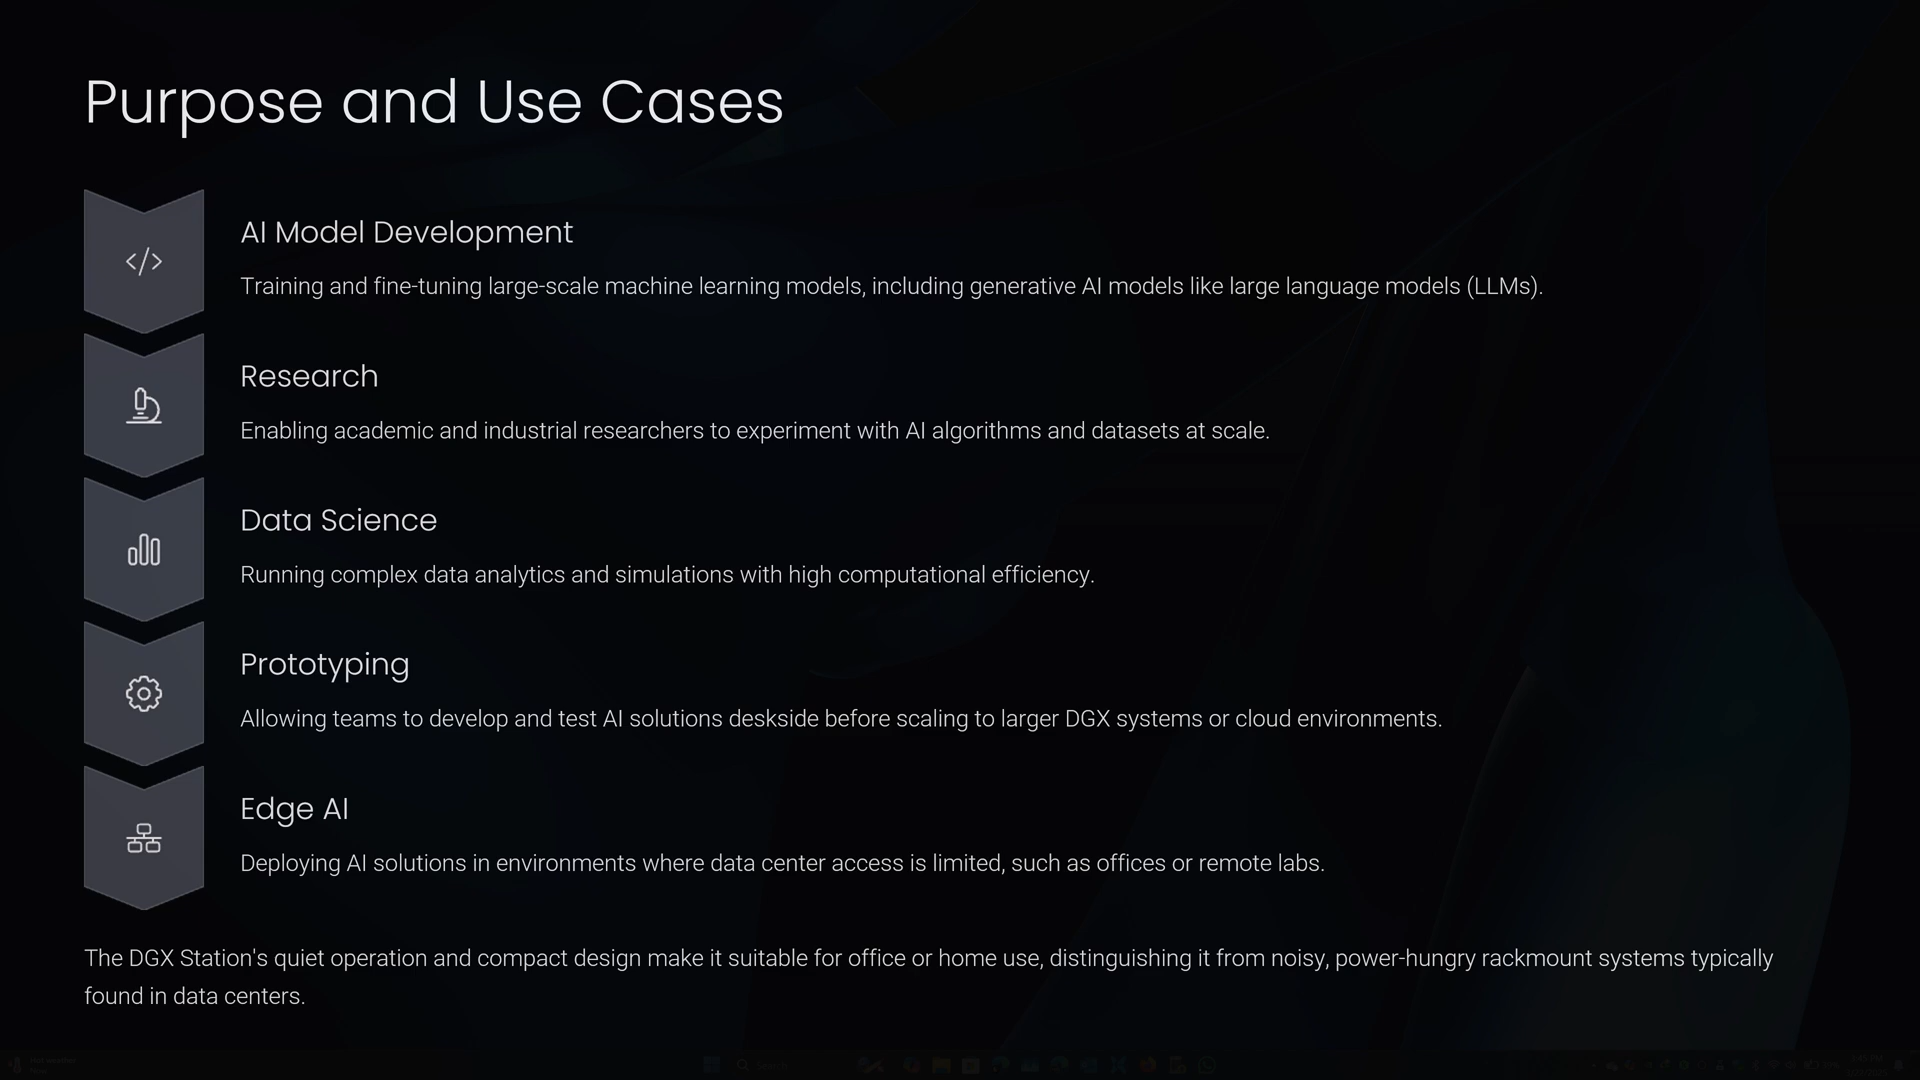 Purpose and Use Cases
AI Model Development
Training and fine-tuning large-scale machine learning models, including generative AI models like large language models (LLMs).
Research
Enabling academic and industrial researchers to experiment with AI algorithms and datasets at scale.
Data Science
Running complex data analytics and simulations with high computational efficiency.
Prototyping
Allowing teams to develop and test AI solutions deskside before scaling to larger DGX systems or cloud environments.
Edge AI
Deploying AI solutions in environments where data center access is limited, such as offices or remote labs.
The DGX Station's quiet operation and compact design make it suitable for office or home use, distinguishing it from noisy, power-hungry rackmount systems typically
found in data centers.
Search